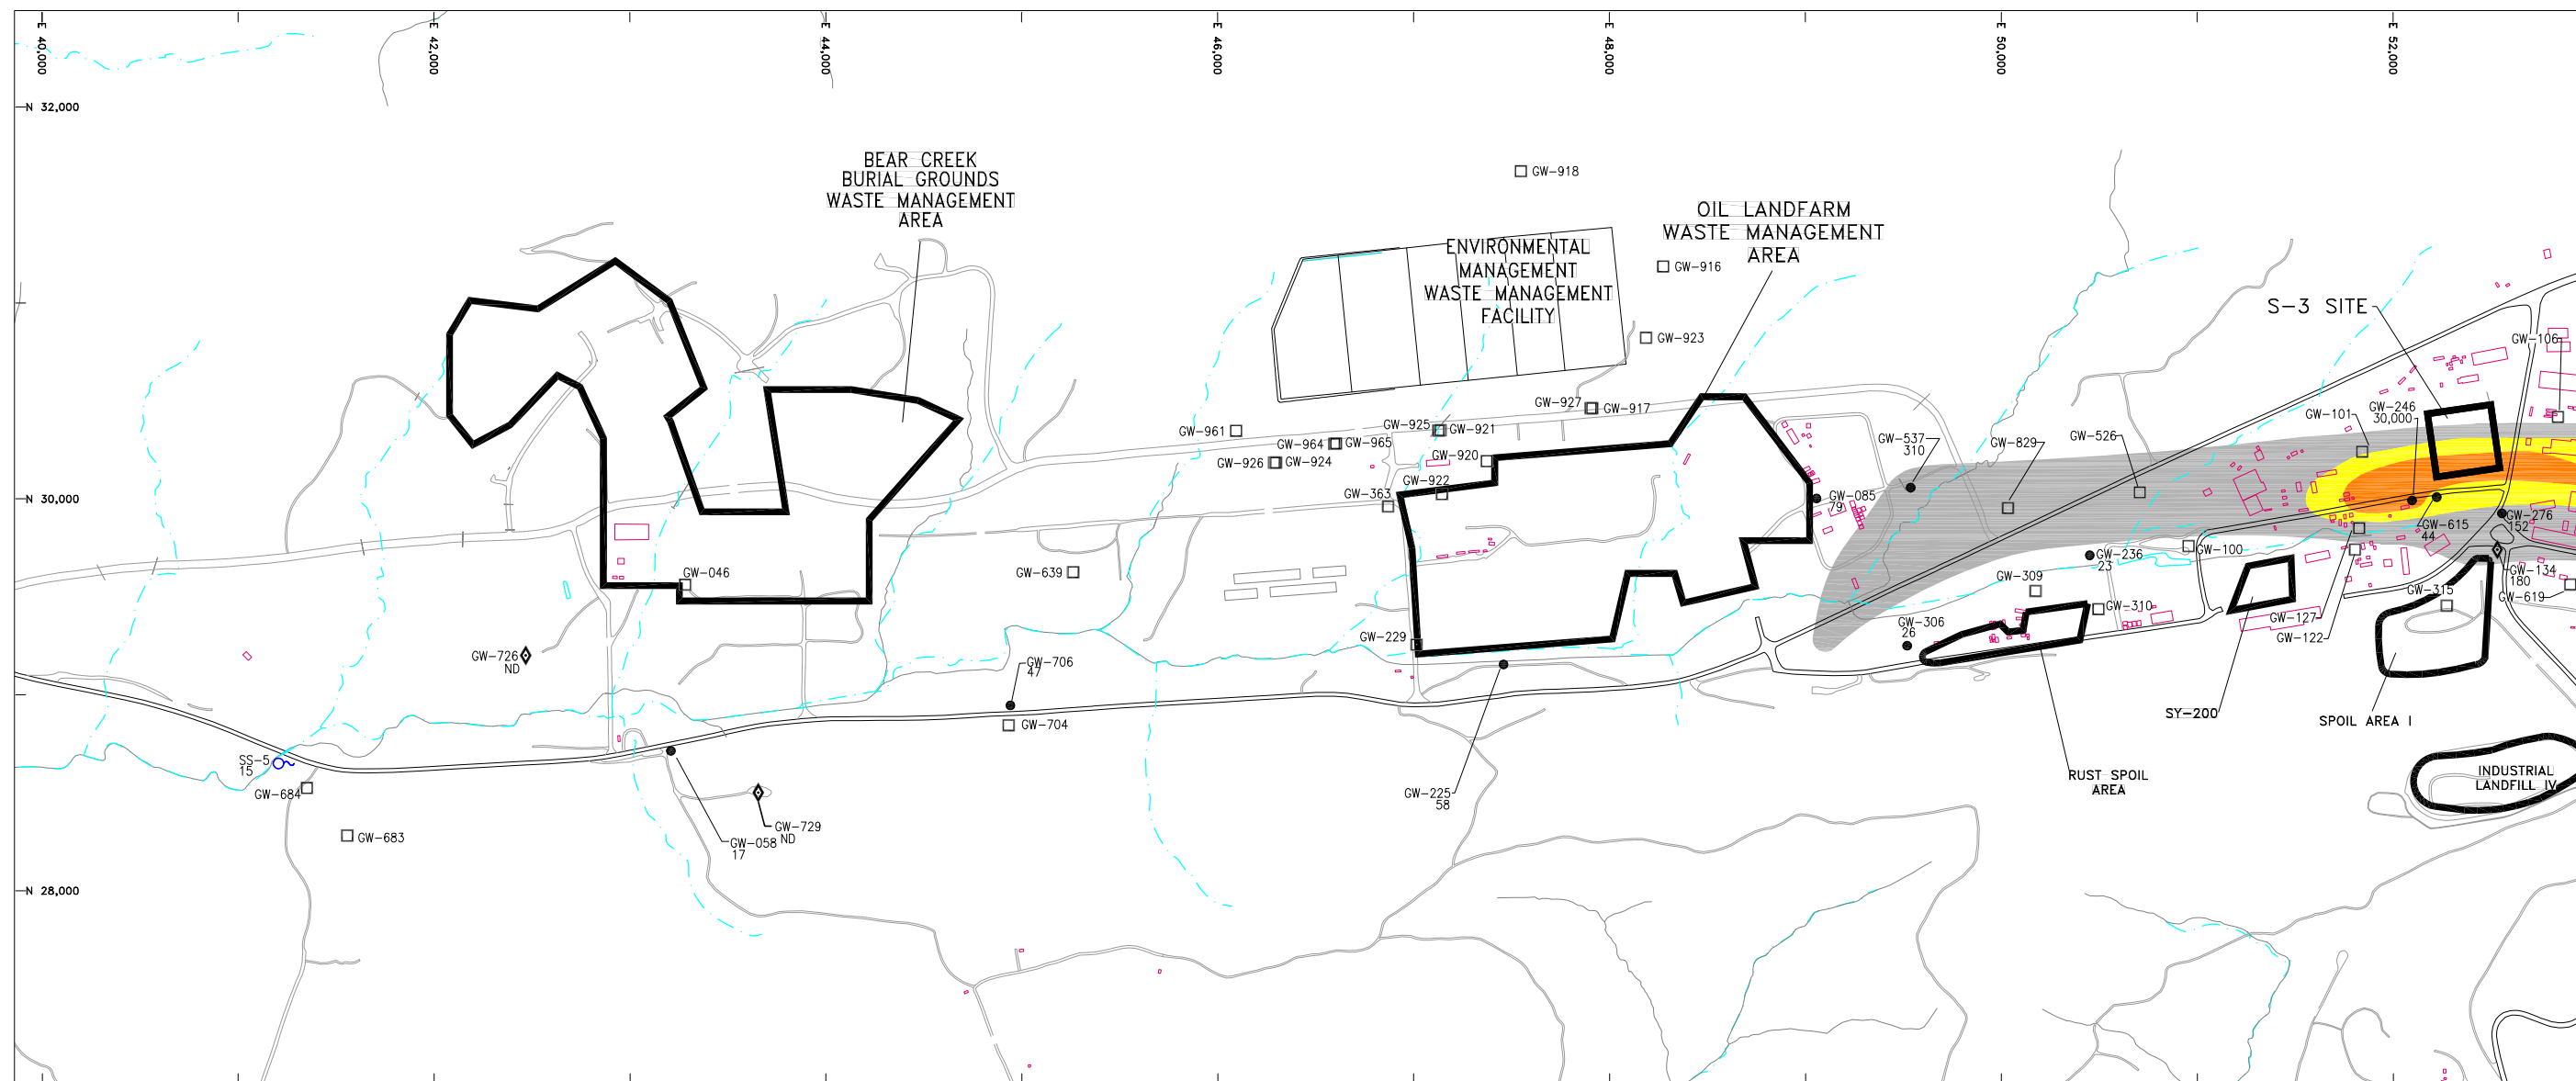 E 40,000
E 42,000
E 44,000
E 46,000
E 48,000
E 50,000
E 52,000
N 32,000
N 30,000
N 28,000
BEAR CREEK
BURIAL GROUNDS
WASTE MANAGEMENT
AREA
GW-918
OIL LANDFARM
WASTE MANAGEMENT
AREA
ENVIRONMENTAL
MANAGEMENT
WASTE MANAGEMENT
FACILITY
GW-916
GW-923
S-3 SITE
GW-106
GW-927
GW-917
GW-925
GW-921
GW-961
GW-964
GW-965
GW-926
GW-924
GW-920
GW-922
GW-363
GW-101
GW-246
30,000
GW-537
310
GW-829
GW-526
GW-085
79
GW-615
44
GW-276
152
GW-236
23
GW-100
GW-134
180
GW-046
GW-639
GW-309
GW-310
GW-315
GW-619
GW-127
GW-122
GW-306
26
GW-229
GW-726
ND
GW-706
47
GW-704
SY-200
SPOIL AREA I
SS-5
15
GW-684
GW-683
GW-729
ND
GW-058
17
GW-225
58
RUST SPOIL
AREA
INDUSTRIAL
LANDFILL IV